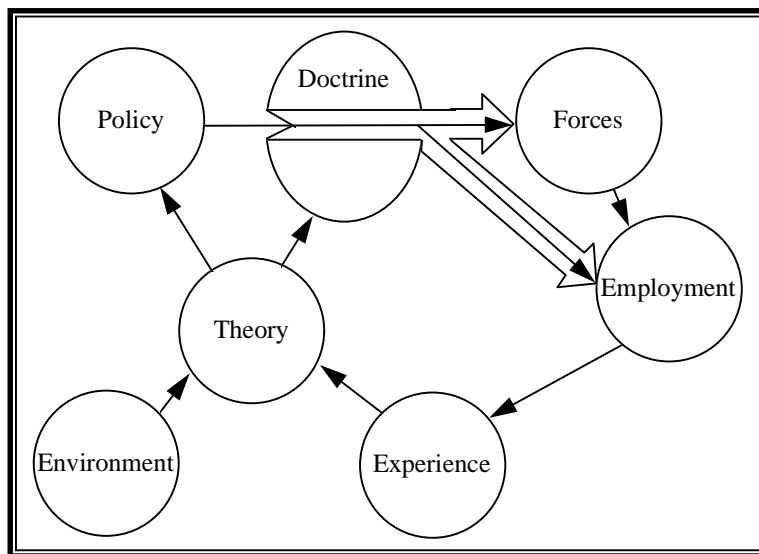 Doctrine
Policy
Forces
Employment
Theory
Environment
Experience